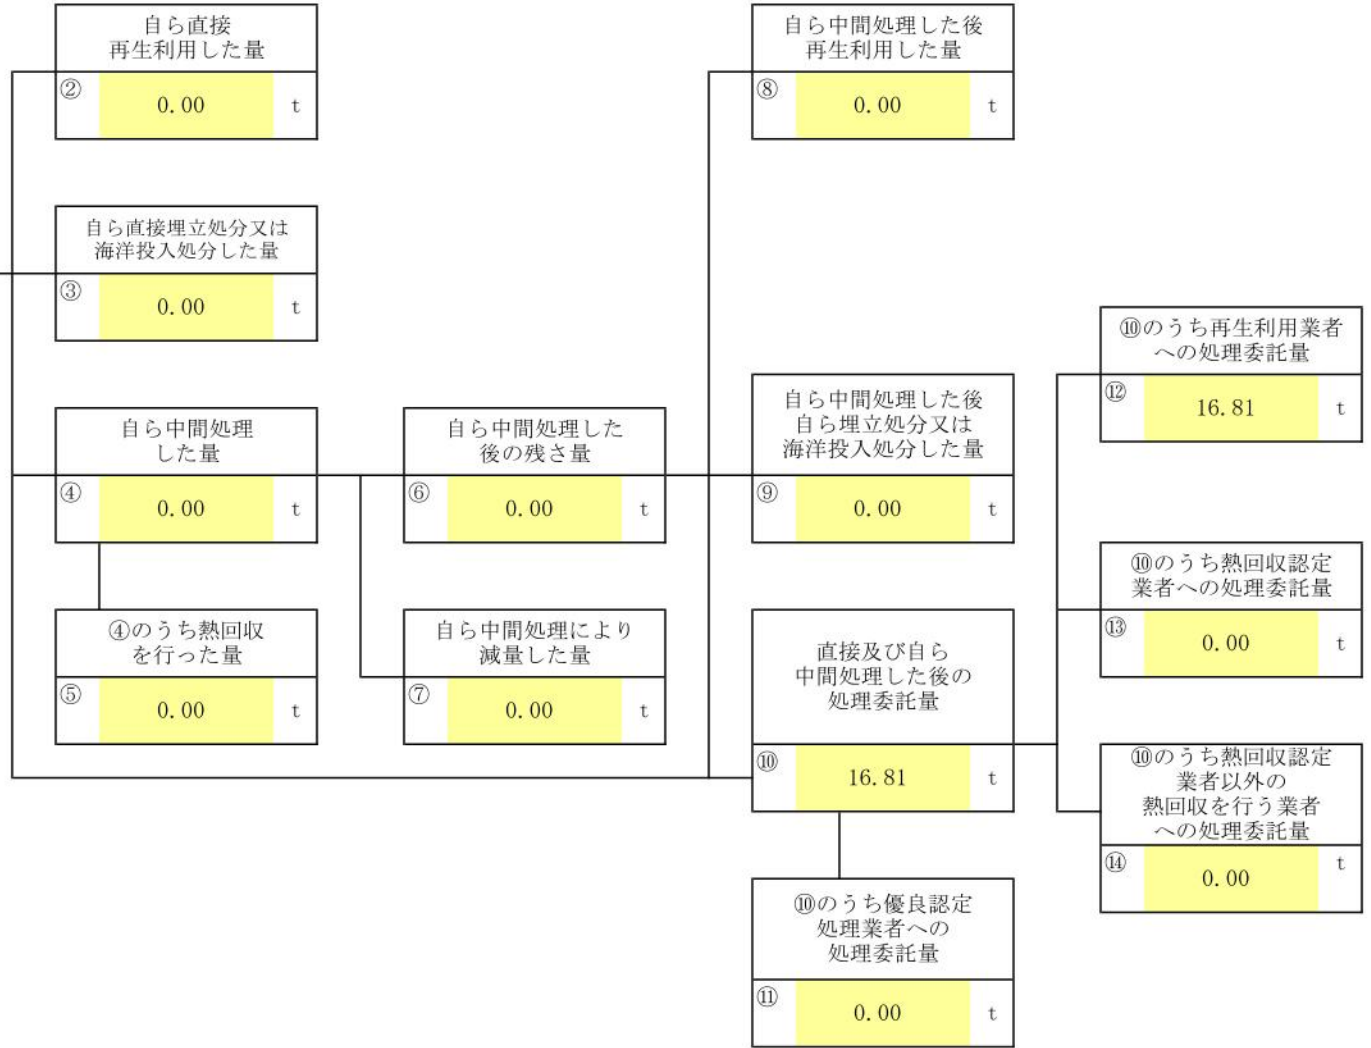 自ら直接
再生利用した量
② 0.00 t
自ら中間処理した後
再生利用した量
⑧ 0.00 t
自ら直接埋立処分又は
海洋投入処分した量
③ 0.00 t
⑩のうち再生利用業者
への処理委託量
⑫ 16.81 t
自ら中間処理
した量
④ 0.00 t
自ら中間処理した
後の残さ量
⑥ 0.00 t
自ら中間処理した後
自ら埋立処分又は
海洋投入処分した量
⑨ 0.00 t
⑩のうち熱回収認定
業者への処理委託量
⑬ 0.00 t
④のうち熱回収
を行った量
⑤ 0.00 t
自ら中間処理により
減量した量
⑦ 0.00 t
直接及び自ら
中間処理した後の
処理委託量
⑩ 16.81 t
⑩のうち熱回収認定
業者以外の
熱回収を行う業者
への処理委託量
⑭ 0.00 t
⑩のうち優良認定
処理業者への
処理委託量
⑪ 0.00 t